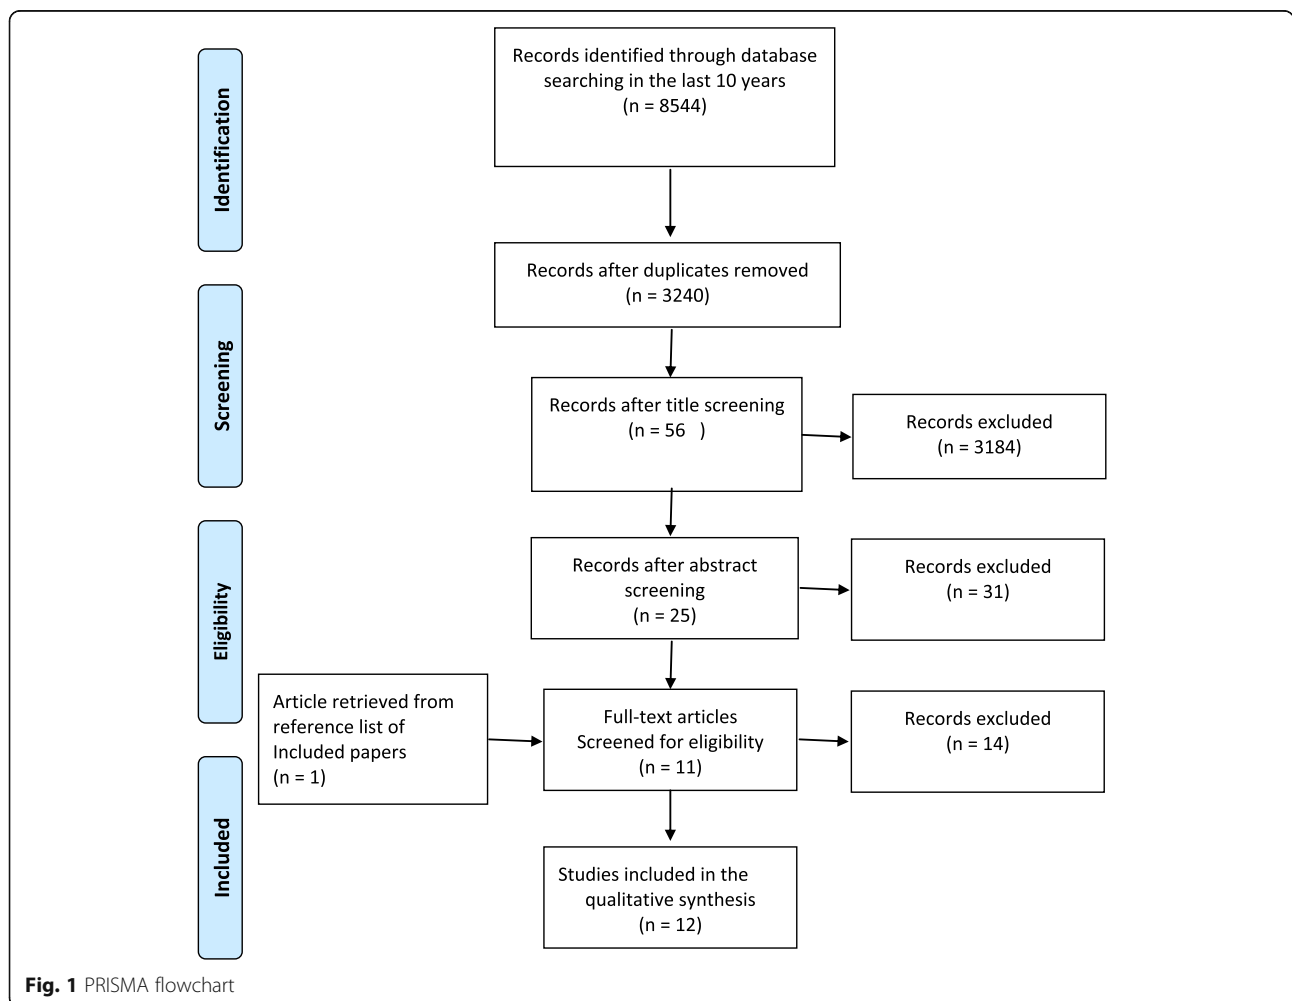 Identification
Records identified through database
searching in the last 10 years
(n = 8544)
Records after duplicates removed
(n = 3240)
Screening
Records after title screening
(n = 56   )
Records excluded
(n = 3184)
Eligibility
Records after abstract
screening
(n = 25)
Records excluded
(n = 31)
Article retrieved from
reference list of
Included papers
(n = 1)
Full-text articles
Screened for eligibility
(n = 11)
Records excluded
(n = 14)
Included
Studies included in the
qualitative synthesis
(n = 12)
Fig. 1 PRISMA flowchart